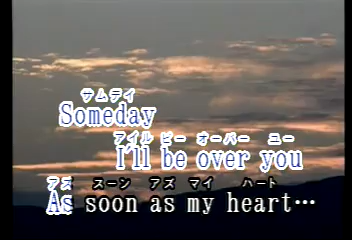 サムデイ
Someday
アイル ビー オーバー ユー
I'll be over you
アズ スーン アズ マイ ハート
As soon as my heart…